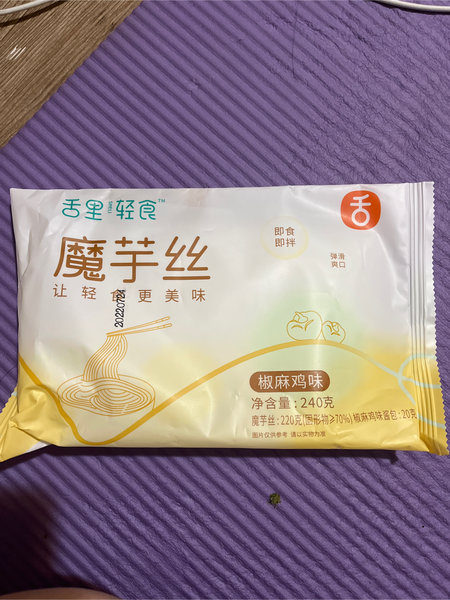 舌里轻食™
舌
魔芋丝
即食
即拌
弹滑
爽口
让轻食更美味
20220724
椒麻鸡味
净含量:240克
魔芋丝:220克(固形物≥70%) 椒麻鸡味酱包:20克
图片仅供参考 请以实物为准